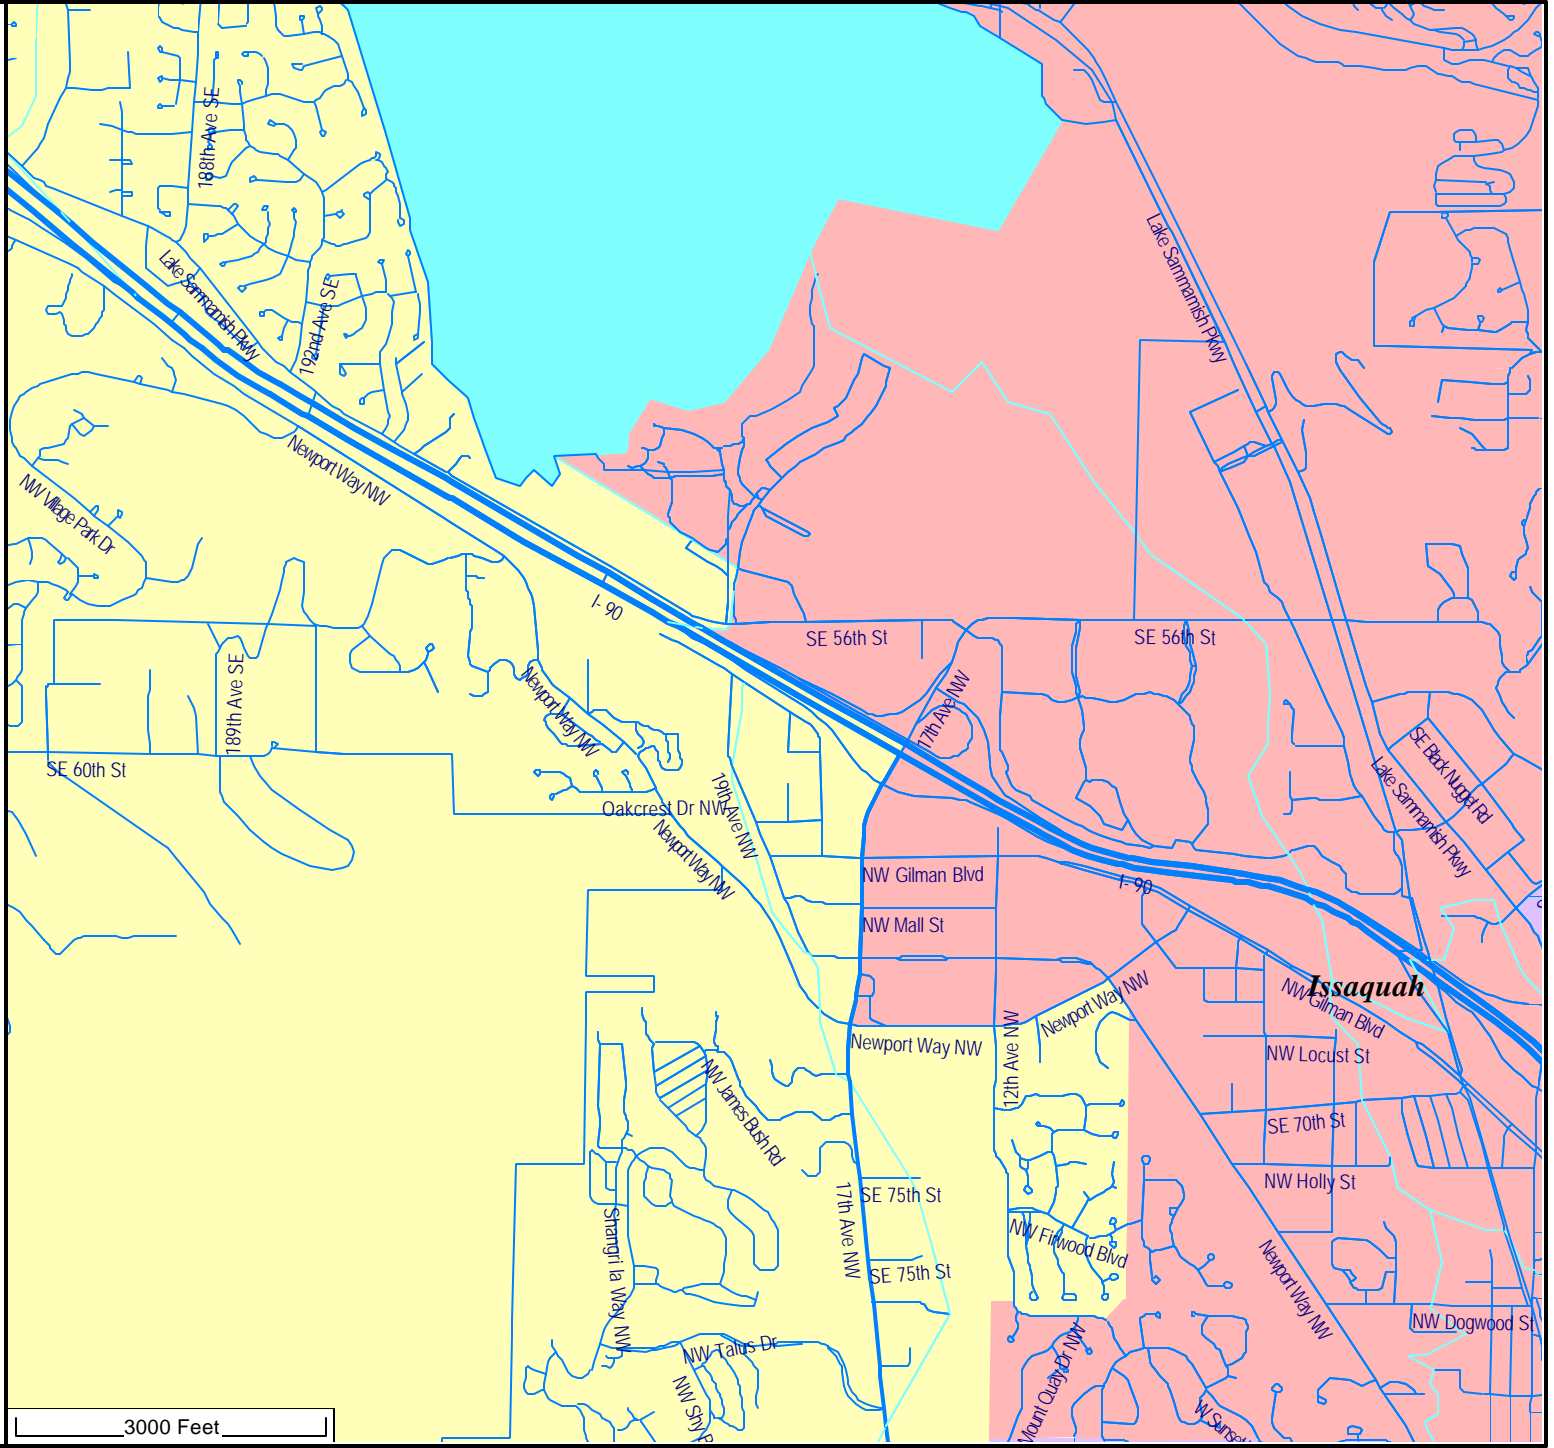 188th Ave SE
Lake Sammamish Pkwy
192nd Ave SE
Lake Sammamish Pkwy
Newport Way NW
NW Village Park Dr
I- 90
SE 56th St
SE 56th St
189th Ave SE
Newport Way NW
17th Ave NW
SE 60th St
19th Ave NW
Oakcrest Dr NW
SE Black Nugget Rd
Lake Sammamish Pkwy
Newport Way NW
NW Gilman Blvd
I- 90
NW Mall St
Issaquah
NW Gilman Blvd
Newport Way NW
Newport Way NW
12th Ave NW
NW Locust St
NW James Bush Rd
SE 70th St
17th Ave NW
SE 75th St
NW Holly St
Shangri la Way NW
NW Firwood Blvd
SE 75th St
Newport Way NW
NW Dogwood St
NW Talus Dr
Mount Quay Dr NW
NW Shy
W Sunset
3000 Feet